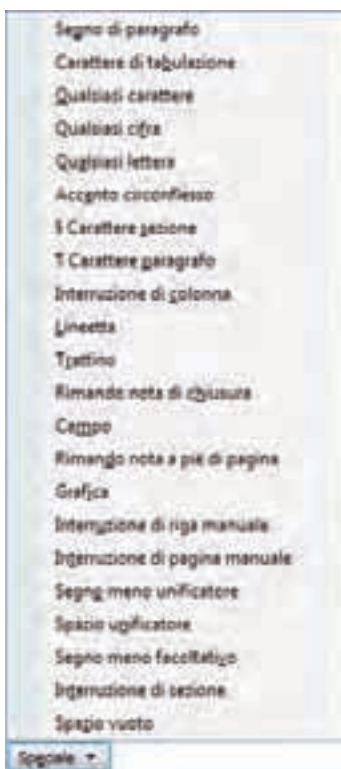 Segno di paragrafo
Carattere di tabulazione
Qualsiasi carattere
Qualsiasi cifra
Qualsiasi lettera
Accento circonflesso
§ Carattere sezione
¶ Carattere paragrafo
Interruzione di colonna
Lineetta
Trattino
Rimando nota di chiusura
Campo
Rimando nota a piè di pagina
Grafica
Interruzione di riga manuale
Interruzione di pagina manuale
Segno meno unificatore
Spazio unificatore
Segno meno facoltativo
Interruzione di sezione
Spazio vuoto
Speciale